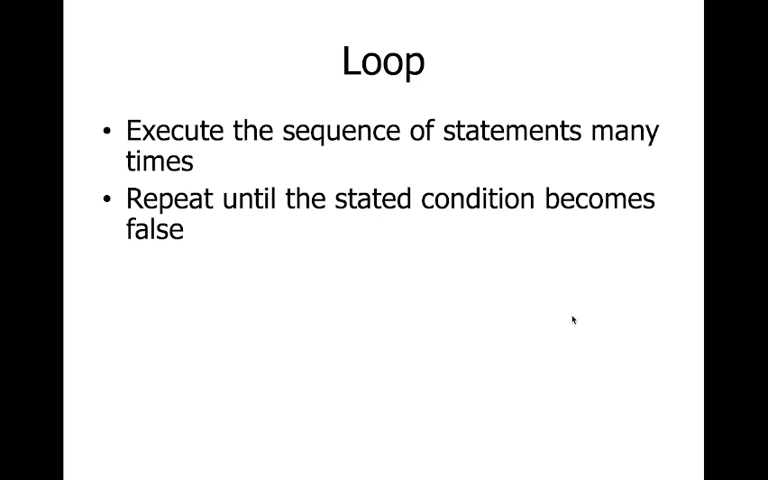 Loop
• Execute the sequence of statements many
times
• Repeat until the stated condition becomes
false